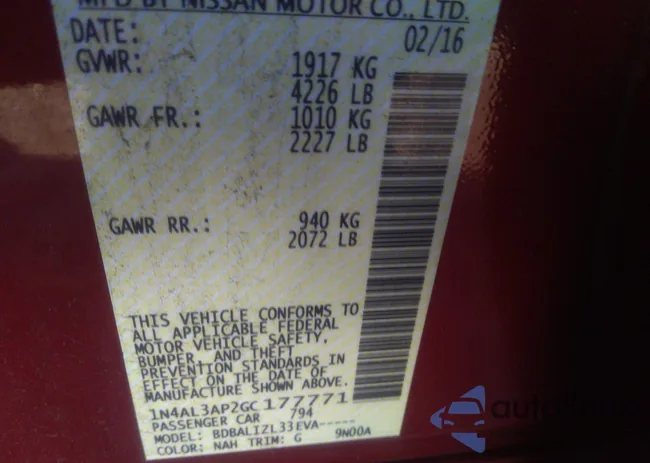 MFD BY NISSAN MOTOR CO., LTD.
DATE: 02/16
GVWR: 1917 KG
4226 LB
GAWR FR.: 1010 KG
2227 LB
GAWR RR.: 940 KG
2072 LB
THIS VEHICLE CONFORMS TO
ALL APPLICABLE FEDERAL
MOTOR VEHICLE SAFETY,
BUMPER, AND THEFT
PREVENTION STANDARDS IN
EFFECT ON THE DATE OF
MANUFACTURE SHOWN ABOVE.
1N4AL3AP2GC177771
PASSENGER CAR 794
MODEL: BDBALIZL33EVA-----
COLOR: NAH TRIM: G 9N00A